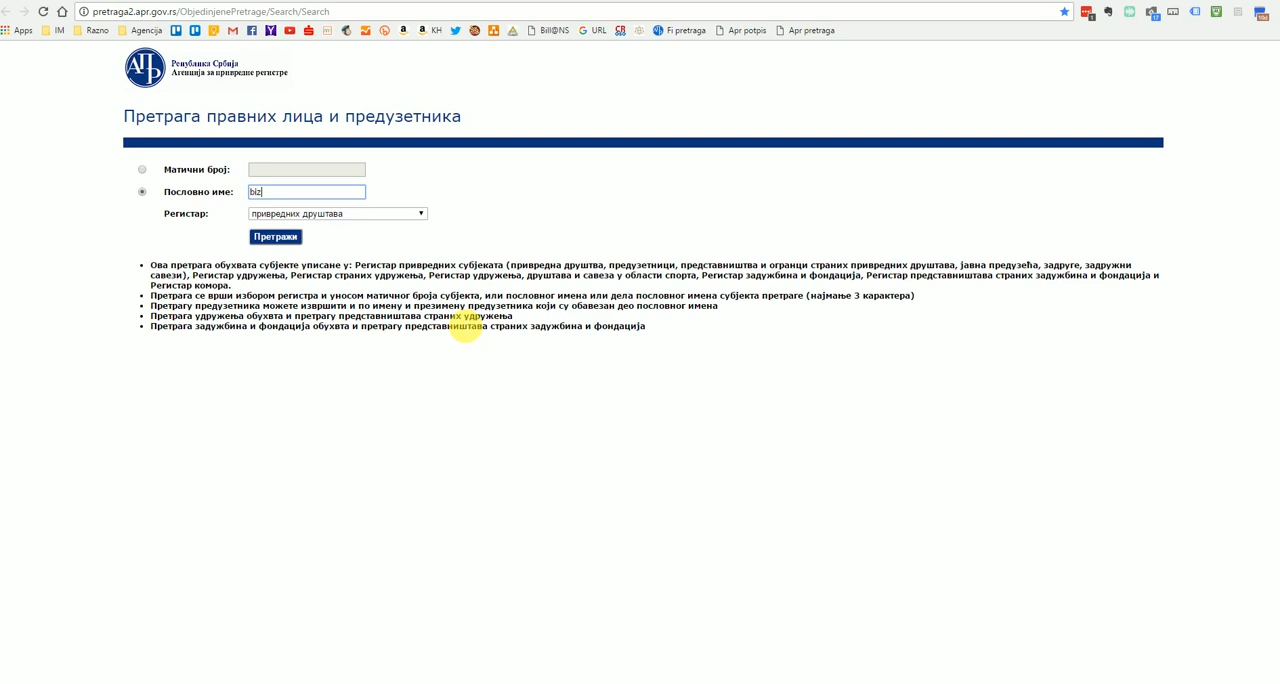 pretraga2.apr.gov.rs/ObjedinjenePretrage/Search/Search
Apps IM Razno Agencija KH Bill@NS URL Fi pretraga Apr potpis Apr pretraga
Република Србија
Агенција за привредне регистре
Претрага правних лица и предузетника
Матични број:
Пословно име: biz
Регистар: привредних друштава
Претражи
• Ова претрага обухвата субјекте уписане у: Регистар привредних субјеката (привредна друштва, предузетници, представништва и огранци страних привредних друштава, јавна предузећа, задруге, задружни
савези), Регистар удружења, Регистар страних удружења, Регистар удружења, друштава и савеза у области спорта, Регистар задужбина и фондација, Регистар представништава страних задужбина и фондација и
Регистар комора.
• Претрага се врши избором регистра и уносом матичног броја субјекта, или пословног имена или дела пословног имена субјекта претраге (најмање 3 карактера)
• Претрагу предузетника можете извршити и по имену и презимену предузетника који су обавезан део пословног имена
• Претрага удружења обухвта и претрагу представништава страних удружења
• Претрага задужбина и фондација обухвта и претрагу представништава страних задужбина и фондација